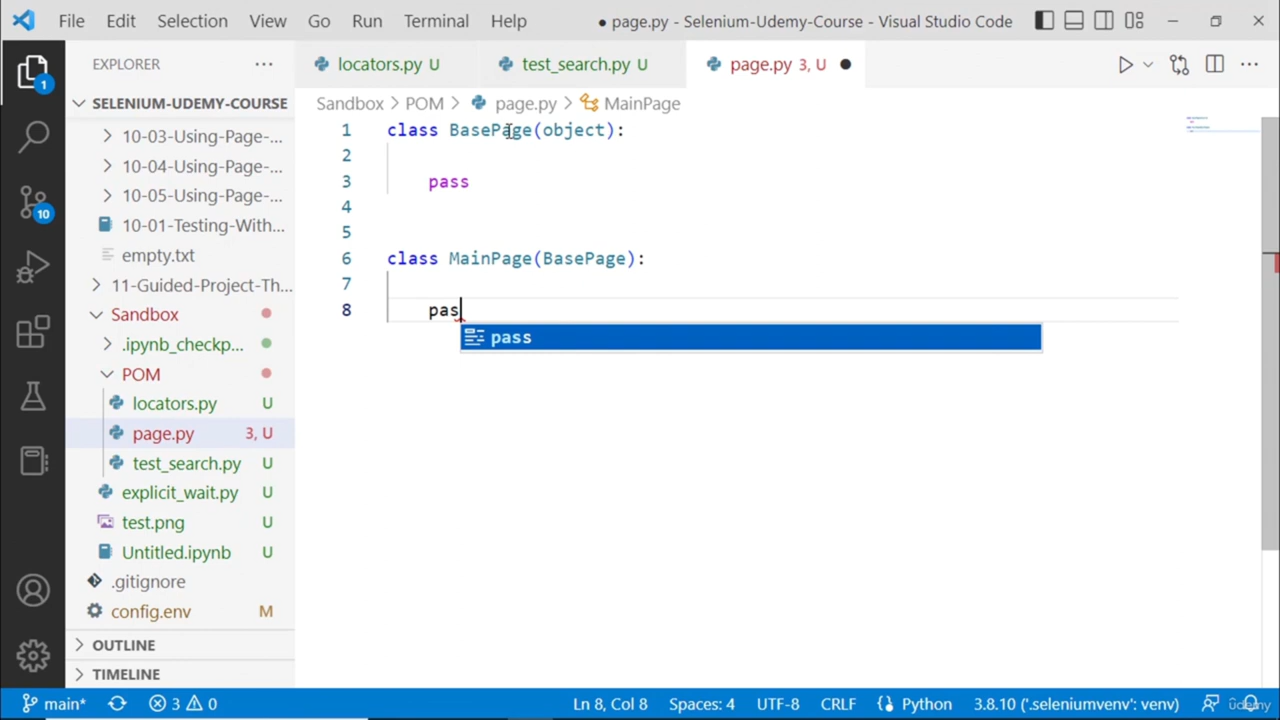 File Edit Selection View Go Run Terminal Help ● page.py - Selenium-Udemy-Course - Visual Studio Code
EXPLORER ...
locators.py U test_search.py U page.py 3, U
1
SELENIUM-UDEMY-COURSE
Sandbox > POM > page.py > MainPage
10-03-Using-Page-...
10-04-Using-Page-...
10-05-Using-Page-...
10-01-Testing-With...
empty.txt
11-Guided-Project-Th...
Sandbox
.ipynb_checkp...
POM
locators.py U
page.py 3, U
test_search.py U
explicit_wait.py U
test.png U
Untitled.ipynb U
.gitignore
config.env M
OUTLINE
TIMELINE
10
1 class BasePage(object):
2
3 pass
4
5
6 class MainPage(BasePage):
7
8 pas
pass
main* 3 0 Ln 8, Col 8 Spaces: 4 UTF-8 CRLF Python 3.8.10 ('.seleniumvenv': venv)
udemy